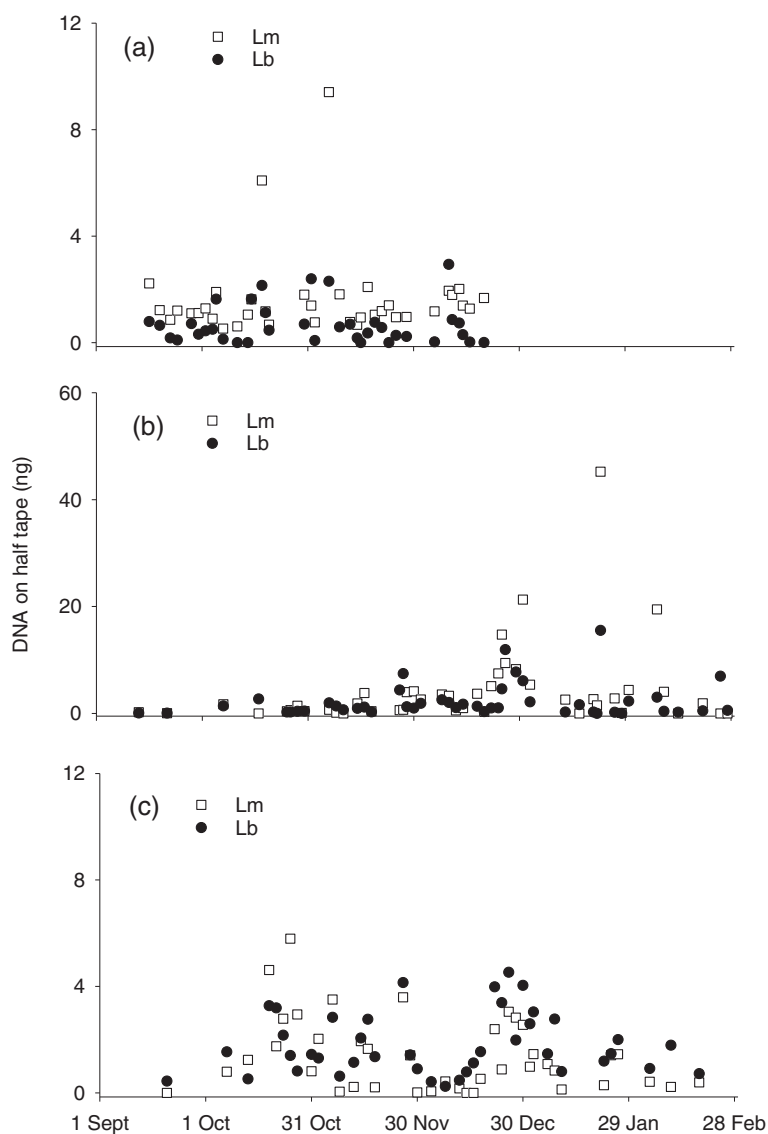 12
(a)
Lm
Lb
8
4
0
60
(b)
Lm
Lb
40
20
0
DNA on half tape (ng)
12
(c)
Lm
Lb
8
4
0
1 Sept 1 Oct 31 Oct 30 Nov 30 Dec 29 Jan 28 Feb